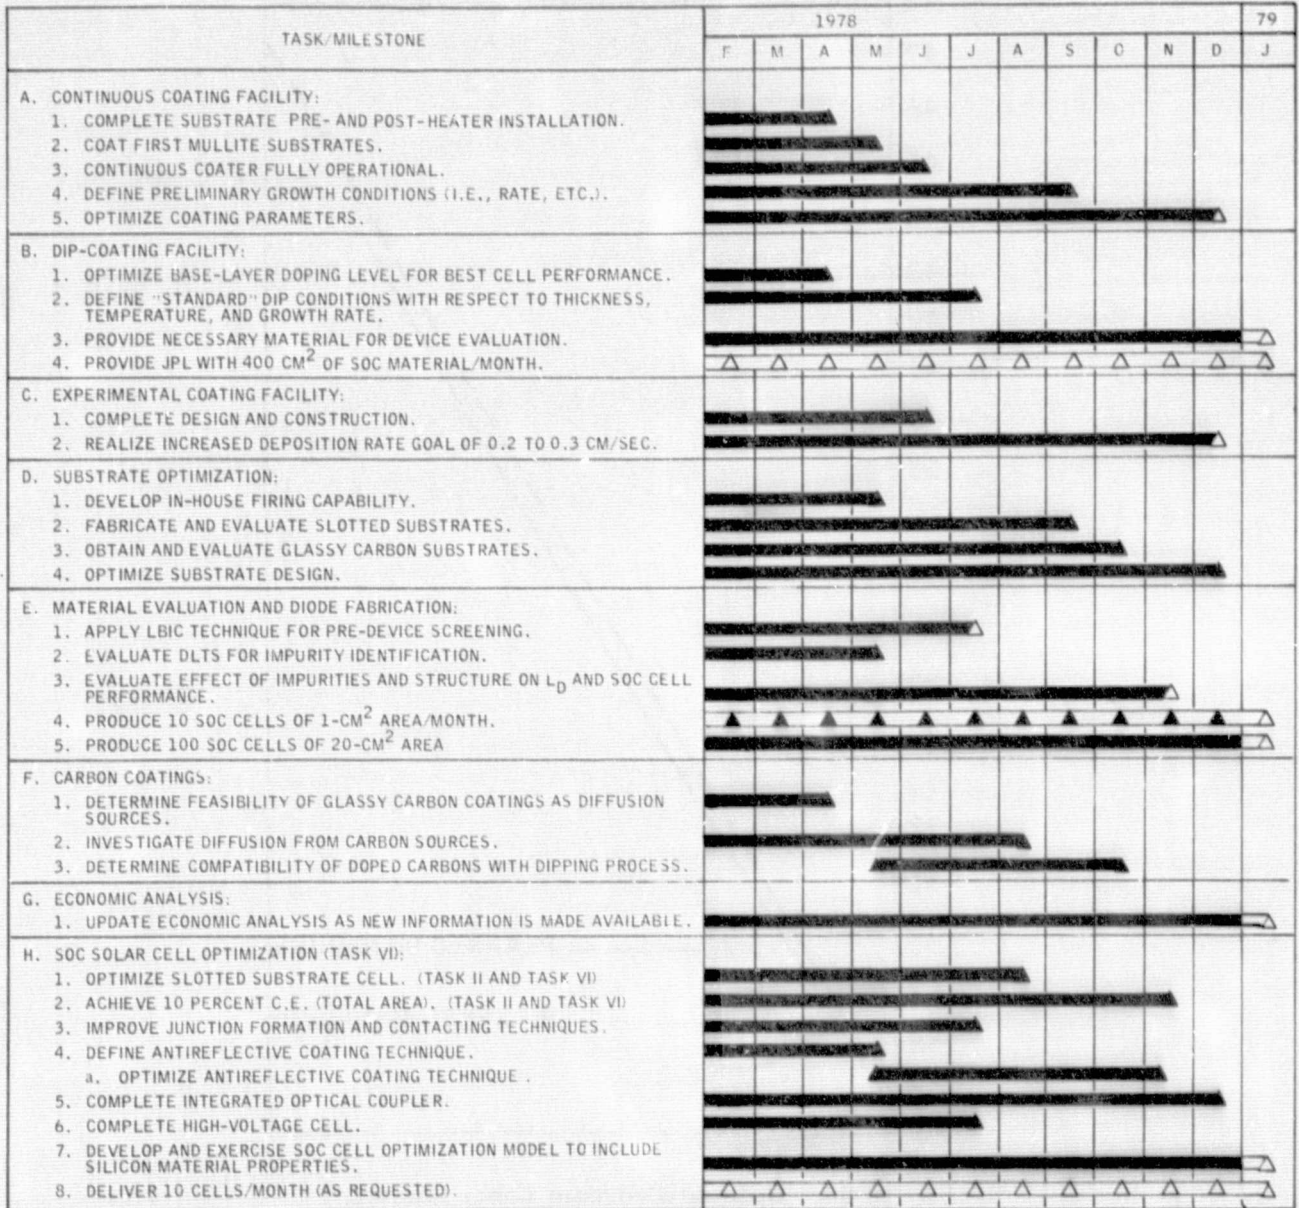 TASK/MILESTONE
1978
79
F M A M J J A S O N D J
A. CONTINUOUS COATING FACILITY:
1. COMPLETE SUBSTRATE PRE- AND POST-HEATER INSTALLATION.
2. COAT FIRST MULLITE SUBSTRATES.
3. CONTINUOUS COATER FULLY OPERATIONAL.
4. DEFINE PRELIMINARY GROWTH CONDITIONS (I.E., RATE, ETC.).
5. OPTIMIZE COATING PARAMETERS.
B. DIP-COATING FACILITY:
1. OPTIMIZE BASE-LAYER DOPING LEVEL FOR BEST CELL PERFORMANCE.
2. DEFINE "STANDARD" DIP CONDITIONS WITH RESPECT TO THICKNESS,
TEMPERATURE, AND GROWTH RATE.
3. PROVIDE NECESSARY MATERIAL FOR DEVICE EVALUATION.
4. PROVIDE JPL WITH 400 CM² OF SOC MATERIAL/MONTH.
C. EXPERIMENTAL COATING FACILITY:
1. COMPLETE DESIGN AND CONSTRUCTION.
2. REALIZE INCREASED DEPOSITION RATE GOAL OF 0.2 TO 0.3 CM/SEC.
D. SUBSTRATE OPTIMIZATION:
1. DEVELOP IN-HOUSE FIRING CAPABILITY.
2. FABRICATE AND EVALUATE SLOTTED SUBSTRATES.
3. OBTAIN AND EVALUATE GLASSY CARBON SUBSTRATES.
4. OPTIMIZE SUBSTRATE DESIGN.
E. MATERIAL EVALUATION AND DIODE FABRICATION:
1. APPLY LBIC TECHNIQUE FOR PRE-DEVICE SCREENING.
2. EVALUATE DLTS FOR IMPURITY IDENTIFICATION.
3. EVALUATE EFFECT OF IMPURITIES AND STRUCTURE ON L_D AND SOC CELL
PERFORMANCE.
4. PRODUCE 10 SOC CELLS OF 1-CM² AREA/MONTH.
5. PRODUCE 100 SOC CELLS OF 20-CM² AREA
F. CARBON COATINGS:
1. DETERMINE FEASIBILITY OF GLASSY CARBON COATINGS AS DIFFUSION
SOURCES.
2. INVESTIGATE DIFFUSION FROM CARBON SOURCES.
3. DETERMINE COMPATIBILITY OF DOPED CARBONS WITH DIPPING PROCESS.
G. ECONOMIC ANALYSIS:
1. UPDATE ECONOMIC ANALYSIS AS NEW INFORMATION IS MADE AVAILABLE.
H. SOC SOLAR CELL OPTIMIZATION (TASK VI):
1. OPTIMIZE SLOTTED SUBSTRATE CELL. (TASK II AND TASK VI)
2. ACHIEVE 10 PERCENT C.E. (TOTAL AREA). (TASK II AND TASK VI)
3. IMPROVE JUNCTION FORMATION AND CONTACTING TECHNIQUES.
4. DEFINE ANTIREFLECTIVE COATING TECHNIQUE.
a. OPTIMIZE ANTIREFLECTIVE COATING TECHNIQUE .
5. COMPLETE INTEGRATED OPTICAL COUPLER.
6. COMPLETE HIGH-VOLTAGE CELL.
7. DEVELOP AND EXERCISE SOC CELL OPTIMIZATION MODEL TO INCLUDE
SILICON MATERIAL PROPERTIES.
8. DELIVER 10 CELLS/MONTH (AS REQUESTED).